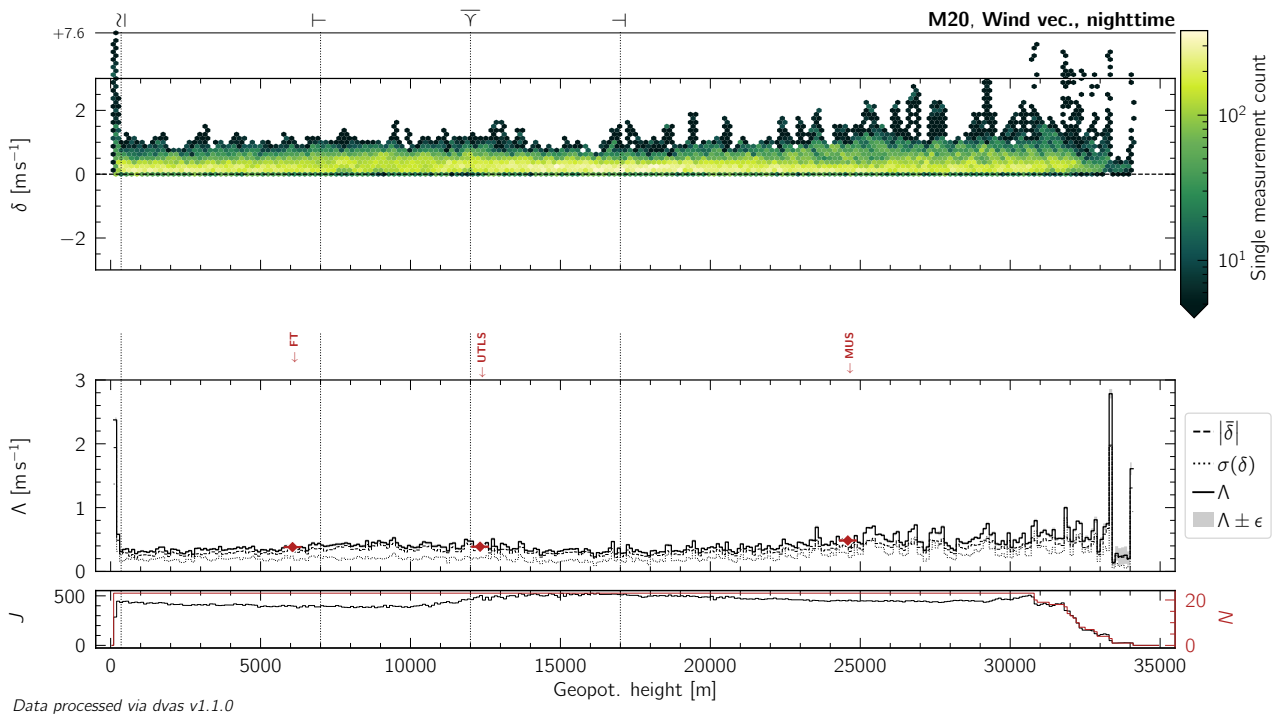 M20, Wind vec., nighttime
+7.6
2
0
−2
δ [m s⁻¹]
10²
10¹
Single measurement count
← FT
← UTLS
← MUS
3
2
1
0
Λ [m s⁻¹]
|δ̄|
σ(δ)
Λ
Λ ± ϵ
500
0
J
20
0
N
0 5000 10000 15000 20000 25000 30000 35000
Geopot. height [m]
Data processed via dvas v1.1.0